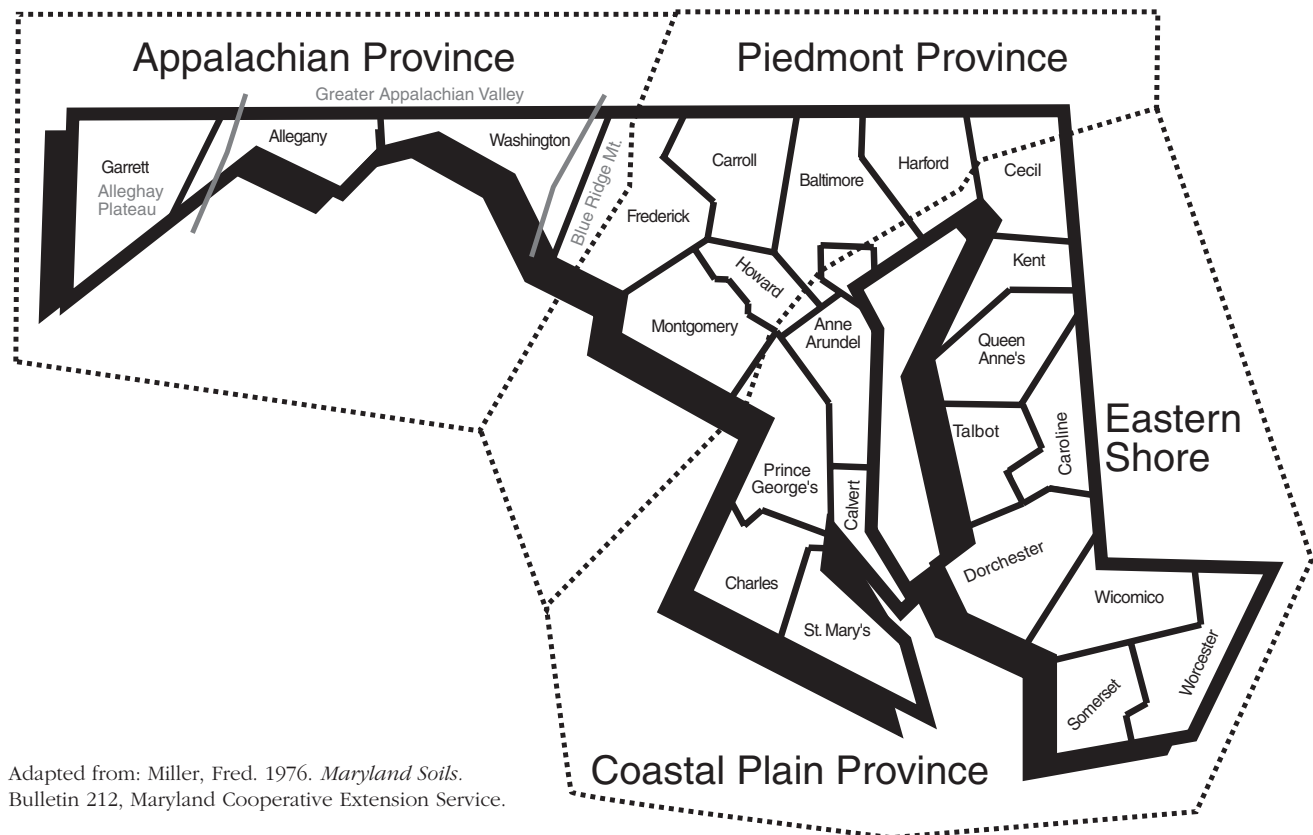 Appalachian Province
Piedmont Province
Greater Appalachian Valley
Garrett
Alleghay
Plateau
Allegany
Washington
Blue Ridge Mt.
Frederick
Carroll
Baltimore
Harford
Cecil
Howard
Montgomery
Anne
Arundel
Kent
Queen
Anne's
Talbot
Caroline
Eastern
Shore
Prince
George's
Calvert
Charles
St. Mary's
Dorchester
Wicomico
Somerset
Worcester
Coastal Plain Province
Adapted from: Miller, Fred. 1976. Maryland Soils.
Bulletin 212, Maryland Cooperative Extension Service.